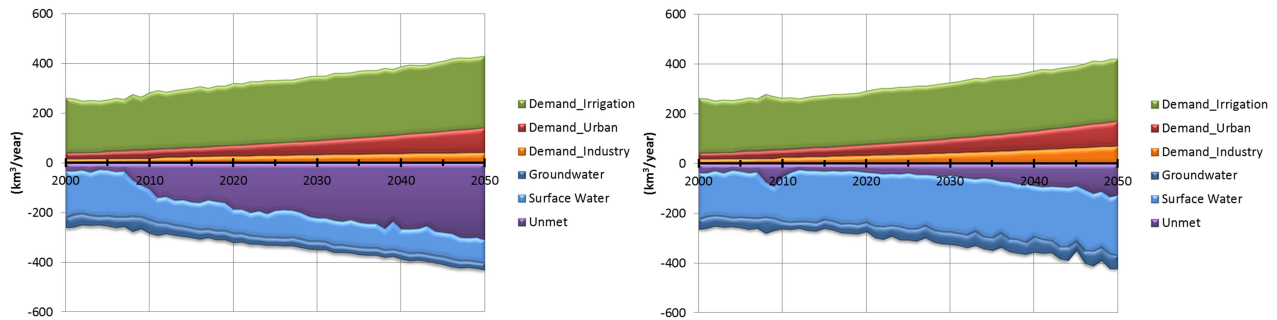 600
400
200
0
-200
-400
-600
(km³/year)
2000 2010 2020 2030 2040 2050
Demand_Irrigation
Demand_Urban
Demand_Industry
Groundwater
Surface Water
Unmet
600
400
200
0
-200
-400
-600
(km³/year)
2000 2010 2020 2030 2040 2050
Demand_Irrigation
Demand_Urban
Demand_Industry
Groundwater
Surface Water
Unmet